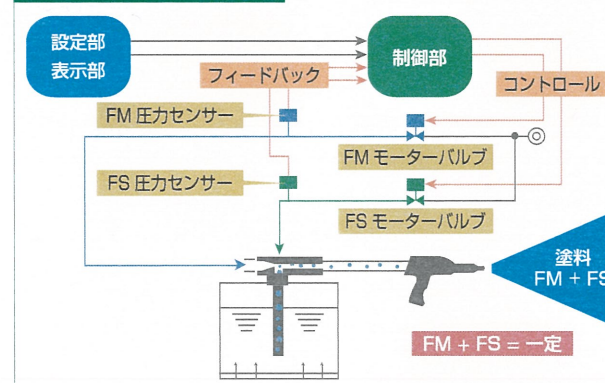 設定部
表示部
制御部
フィードバック
コントロール
FM 圧力センサー
FM モーターバルブ
FS 圧力センサー
FS モーターバルブ
塗料
FM + FS
FM + FS = 一定